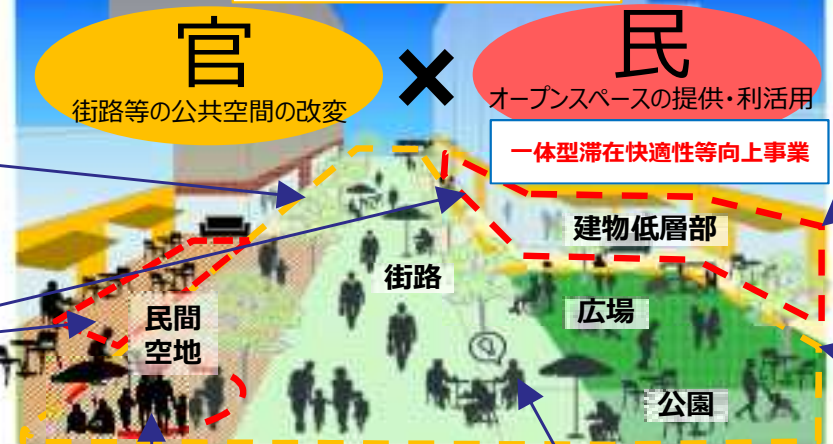 官
街路等の公共空間の改変
×
民
オープンスペースの提供・利活用
一体型滞在快適性等向上事業
建物低層部
街路
広場
民間
空地
公園